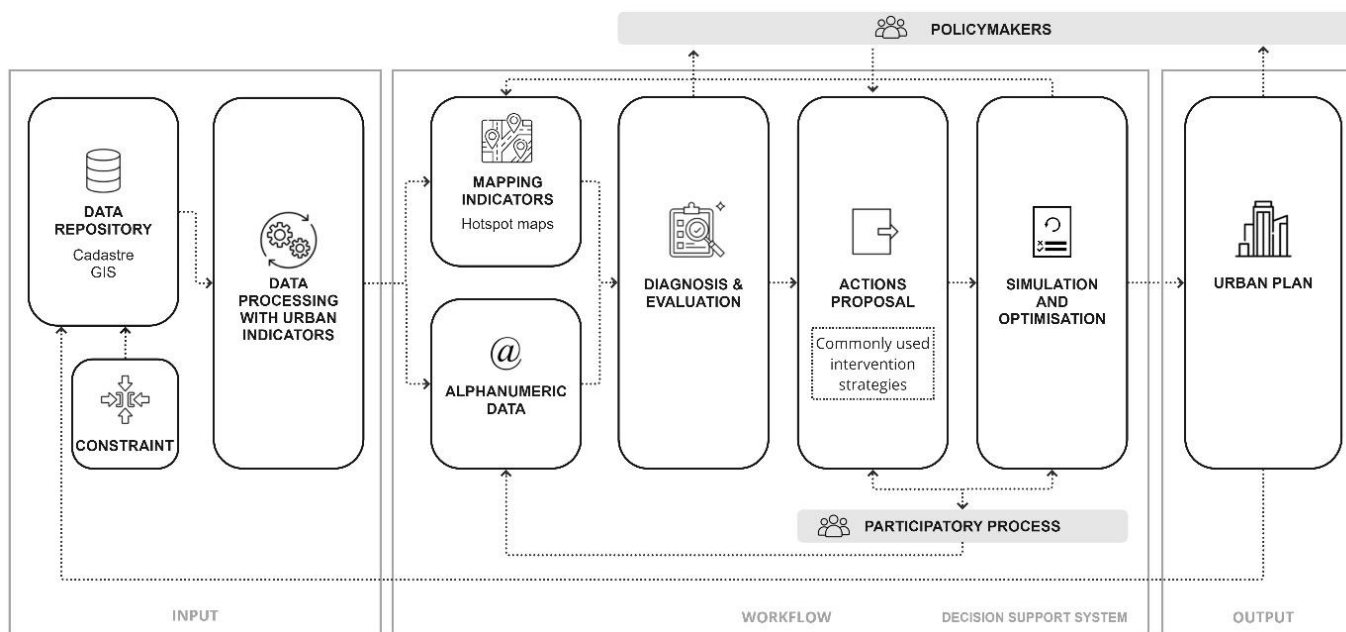 POLICYMAKERS
DATA
REPOSITORY
Cadastre
GIS
CONSTRAINT
DATA
PROCESSING
WITH URBAN
INDICATORS
MAPPING
INDICATORS
Hotspot maps
@
ALPHANUMERIC
DATA
DIAGNOSIS &
EVALUATION
ACTIONS
PROPOSAL
Commonly used
intervention
strategies
SIMULATION
AND
OPTIMISATION
URBAN PLAN
PARTICIPATORY PROCESS
INPUT
WORKFLOW
DECISION SUPPORT SYSTEM
OUTPUT